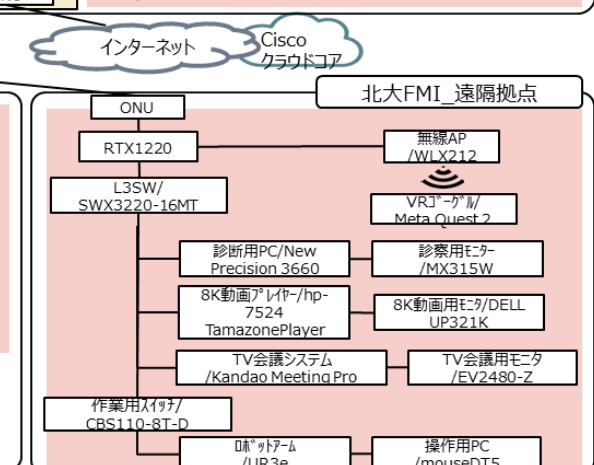 インターネット
Cisco
クラウドコア
北大FMI_遠隔拠点
ONU
RTX1220
無線AP
/WLX212
L3SW/
SWX3220-16MT
VRｺﾞｰｸﾞﾙ/
Meta Quest 2
診断用PC/New
Precision 3660
診察用ﾓﾆﾀｰ
/MX315W
8K動画ﾌﾟﾚｲﾔｰ/hp-
7524
TamazonePlayer
8K動画用ﾓﾆﾀ/DELL
UP321K
TV会議システム
/Kandao Meeting Pro
TV会議用モニタ
/EV2480-Z
作業用ｽｲｯﾁ/
CBS110-8T-D
ﾛﾎﾞｯﾄｱｰﾑ
/UR3e
操作用PC
/mouseDT5